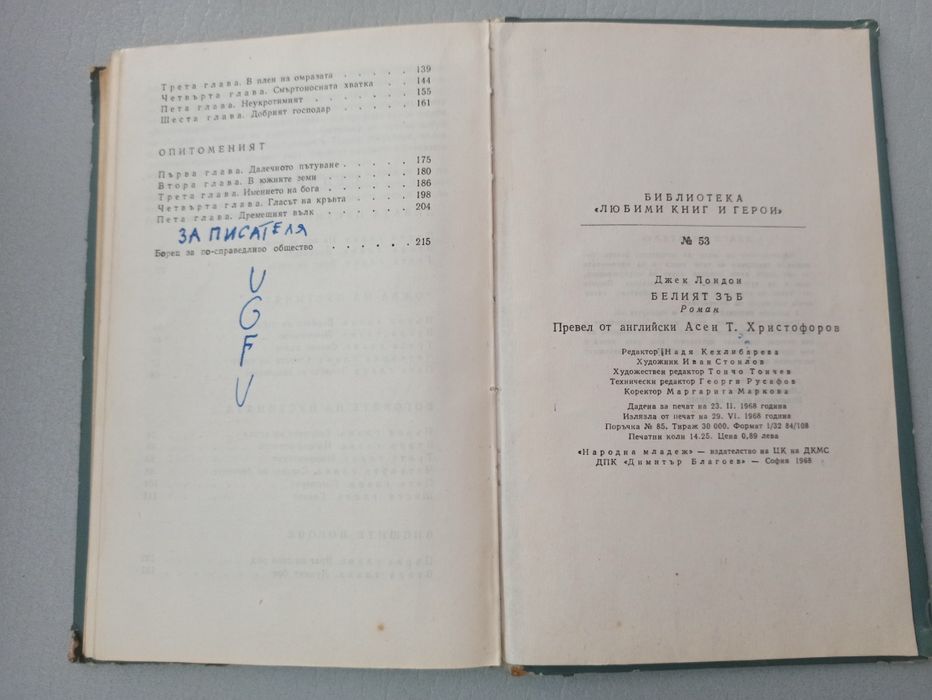 Трета глава. В плен на омразата . . . . . 139
Четвърта глава. Смъртоносната хватка . . 144
Пета глава. Неукротимият . . . . . . . 155
Шеста глава. Добрият господар . . . . . 161
ОПИТОМЕНИЯТ
Първа глава. Далечното пътуване . . . . . 175
Втора глава. В южните земи . . . . . . 180
Трета глава. Имението на бога . . . . . . 186
Четвърта глава. Гласът на кръвта . . . . 198
Пета глава. Дремещият вълк . . . . . . 204
ЗА ПИСАТЕЛЯ
Борец за по-справедливо общество . . . . . . 215
U
G
F
U
БИБЛИОТЕКА
«ЛЮБИМИ КНИГ И ГЕРОИ»
№ 53
Джек Лондон
БЕЛИЯТ ЗЪБ
Роман
Превел от английски Асен Т. Христофоров
Редактор Надя Кехлибарева
Художник Иван Стоилов
Художествен редактор Тончо Тончев
Технически редактор Георги Русафов
Коректор Маргарита Маркова
Дадена за печат на 23. II. 1968 година
Излязла от печат на 29. VI. 1968 година
Поръчка № 85. Тираж 30 000. Формат 1/32 84/108
Печатни коли 14.25. Цена 0,89 лева
«Народна младеж» — издателство на ЦК на ДКМС
ДПК «Димитър Благоев» — София 1968